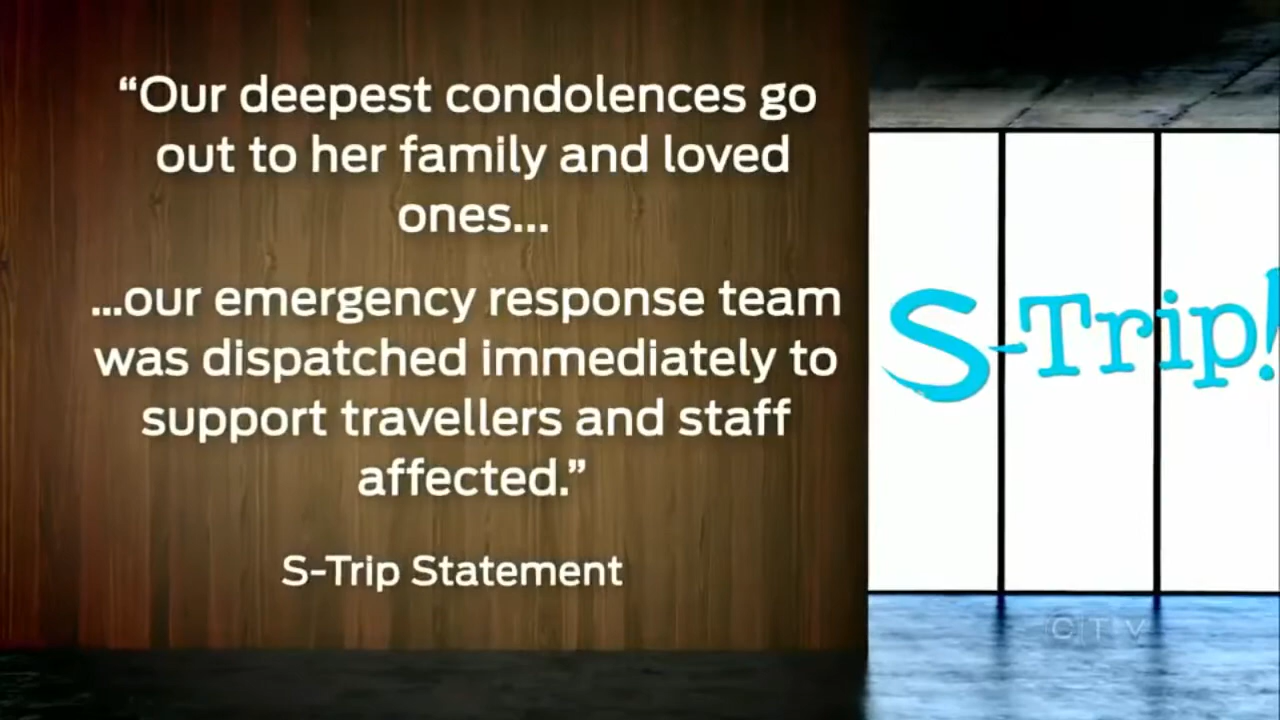 “Our deepest condolences go
out to her family and loved
ones...
...our emergency response team
was dispatched immediately to
support travellers and staff
affected.”
S-Trip Statement
S-Trip!
CTV